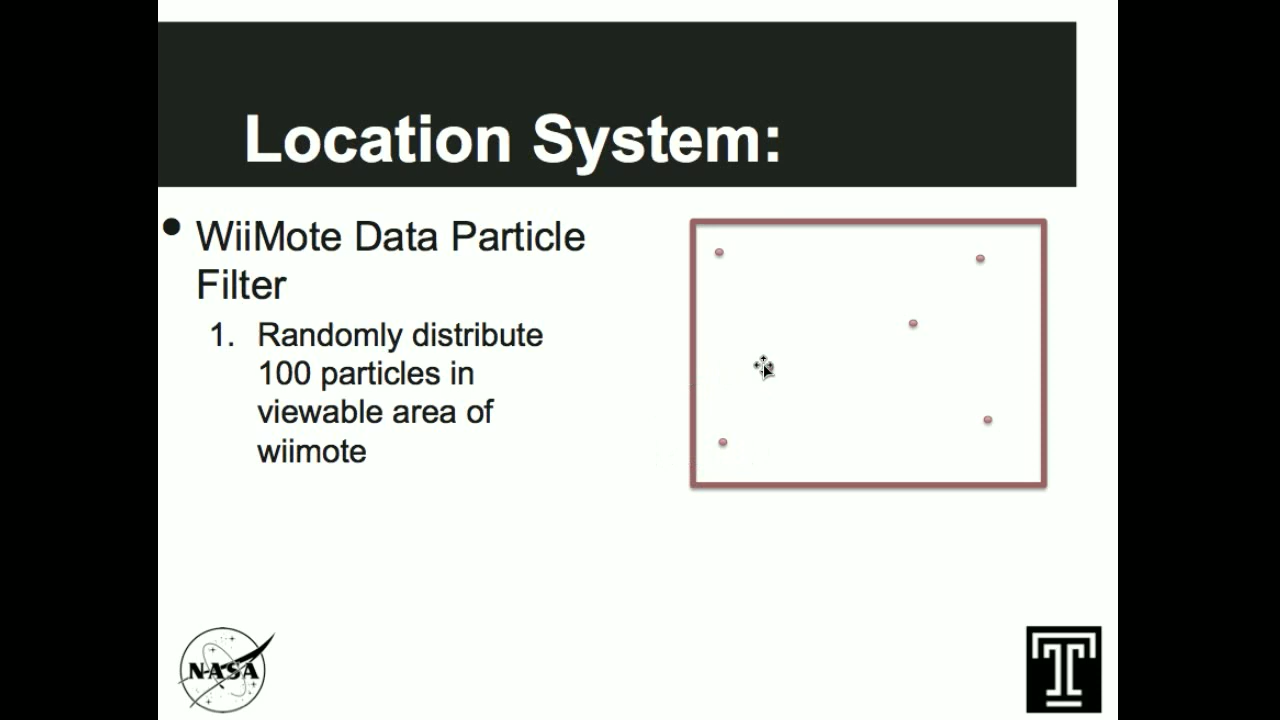 Location System:
WiiMote Data Particle
Filter
1. Randomly distribute
100 particles in
viewable area of
wiimote
NASA
T